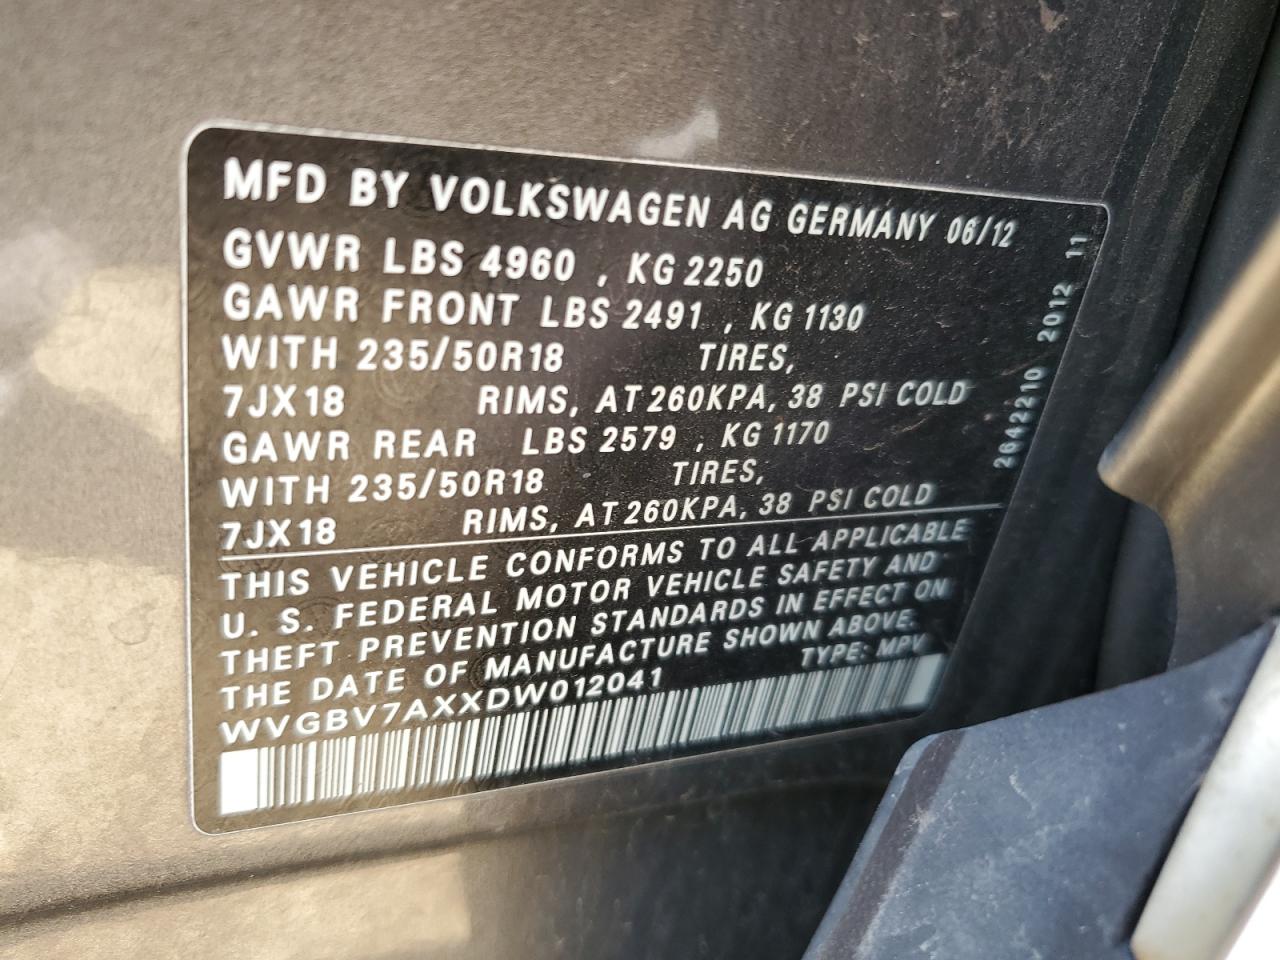 MFD BY VOLKSWAGEN AG GERMANY 06/12
GVWR LBS 4960 , KG 2250
GAWR FRONT LBS 2491 , KG 1130
WITH 235/50R18 TIRES,
7JX18 RIMS, AT 260KPA, 38 PSI COLD
GAWR REAR LBS 2579 , KG 1170
WITH 235/50R18 TIRES,
7JX18 RIMS, AT 260KPA, 38 PSI COLD
THIS VEHICLE CONFORMS TO ALL APPLICABLE
U. S. FEDERAL MOTOR VEHICLE SAFETY AND
THEFT PREVENTION STANDARDS IN EFFECT ON
THE DATE OF MANUFACTURE SHOWN ABOVE.
WVGBV7AXXDW012041 TYPE: MPV
2642210 2012 11